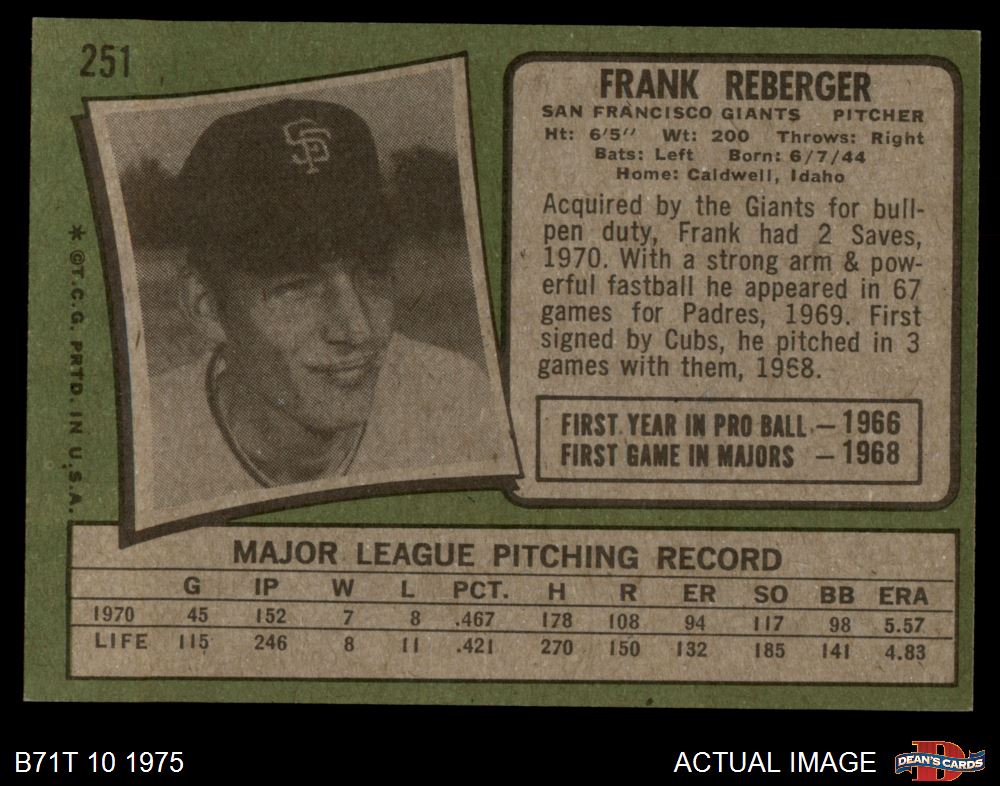 251
SF
FRANK REBERGER
SAN FRANCISCO GIANTS PITCHER
Ht: 6'5" Wt: 200 Throws: Right
Bats: Left Born: 6/7/44
Home: Caldwell, Idaho
Acquired by the Giants for bull-
pen duty, Frank had 2 Saves,
1970. With a strong arm & pow-
erful fastball he appeared in 67
games for Padres, 1969. First
signed by Cubs, he pitched in 3
games with them, 1968.
FIRST YEAR IN PRO BALL — 1966
FIRST GAME IN MAJORS — 1968
* ©T.C.G. PRTD. IN U.S.A.
MAJOR LEAGUE PITCHING RECORD
G IP W L PCT. H R ER SO BB ERA
1970 45 152 7 8 .467 178 108 94 117 98 5.57
LIFE 115 246 8 11 .421 270 150 132 185 141 4.83
B71T 10 1975
ACTUAL IMAGE
D
DEAN'S CARDS